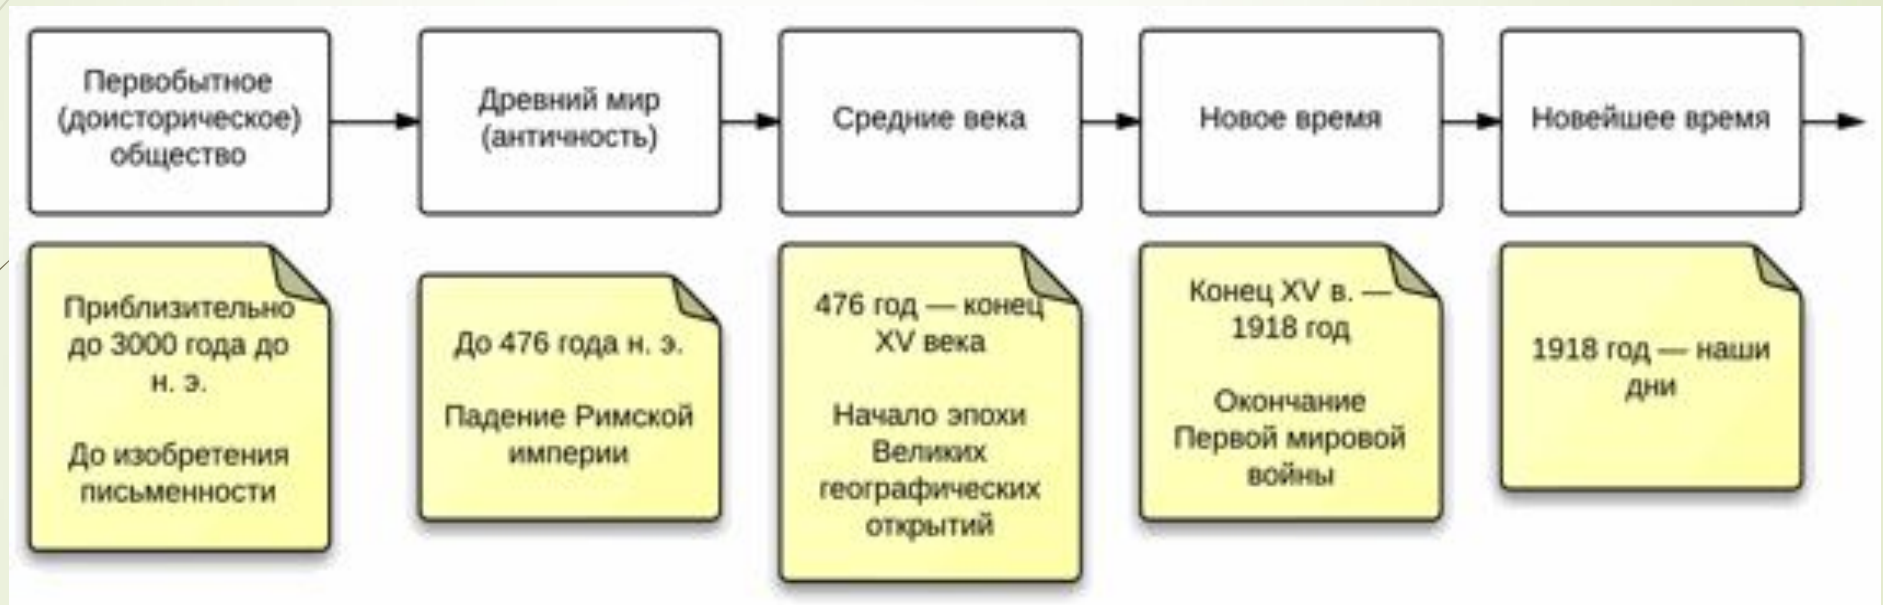 Первобытное
(доисторическое)
общество
Древний мир
(античность)
Средние века
Новое время
Новейшее время
Приблизительно
до 3000 года до
н. э.
До изобретения
письменности
До 476 года н. э.
Падение Римской
империи
476 год — конец
XV века
Начало эпохи
Великих
географических
открытий
Конец XV в. —
1918 год
Окончание
Первой мировой
войны
1918 год — наши
дни